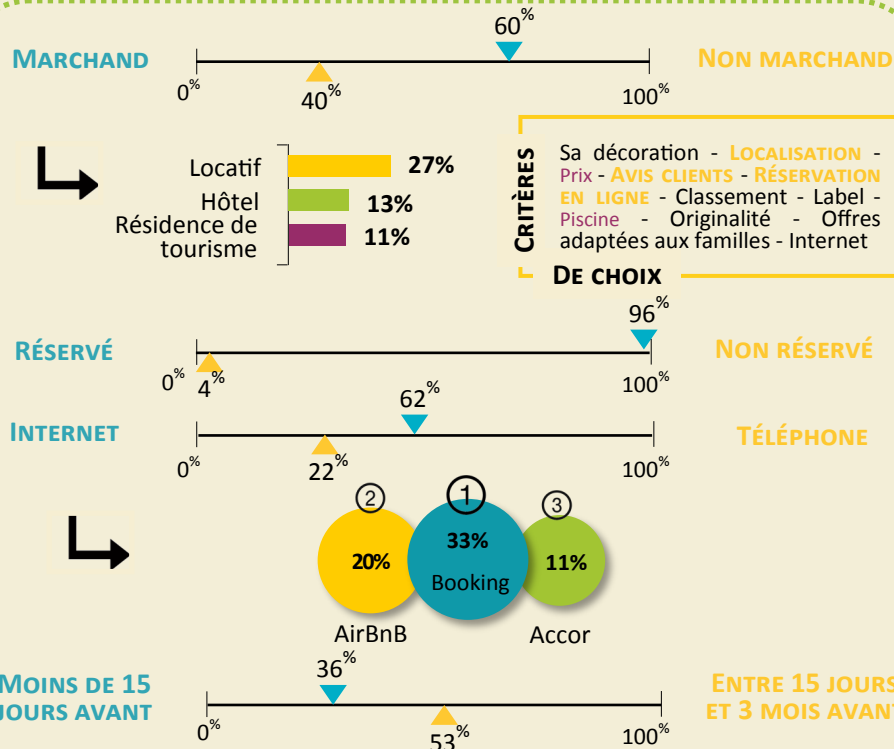 60%
MARCHAND
NON MARCHAND
0%
40%
100%
Locatif 27%
Hôtel 13%
Résidence de
tourisme 11%
CRITÈRES
Sa décoration - LOCALISATION -
Prix - AVIS CLIENTS - RÉSERVATION
EN LIGNE - Classement - Label -
Piscine - Originalité - Offres
adaptées aux familles - Internet
DE CHOIX
96%
RÉSERVÉ
NON RÉSERVÉ
0%
4%
100%
62%
INTERNET
TÉLÉPHONE
0%
22%
100%
2
1
3
20%
33%
Booking
11%
AirBnB
Accor
36%
MOINS DE 15
JOURS AVANT
ENTRE 15 JOURS
ET 3 MOIS AVANT
0%
53%
100%